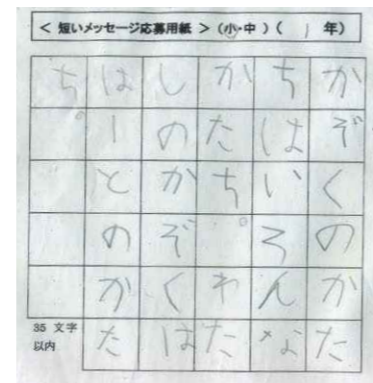 ＜ 短いメッセージ応募用紙 ＞ （小・中 ）（ 1 年）
かぞくのかた
ちはいろんな
かたち。わた
しのかぞくは
はーとのかた
ち。
35 文字
以内